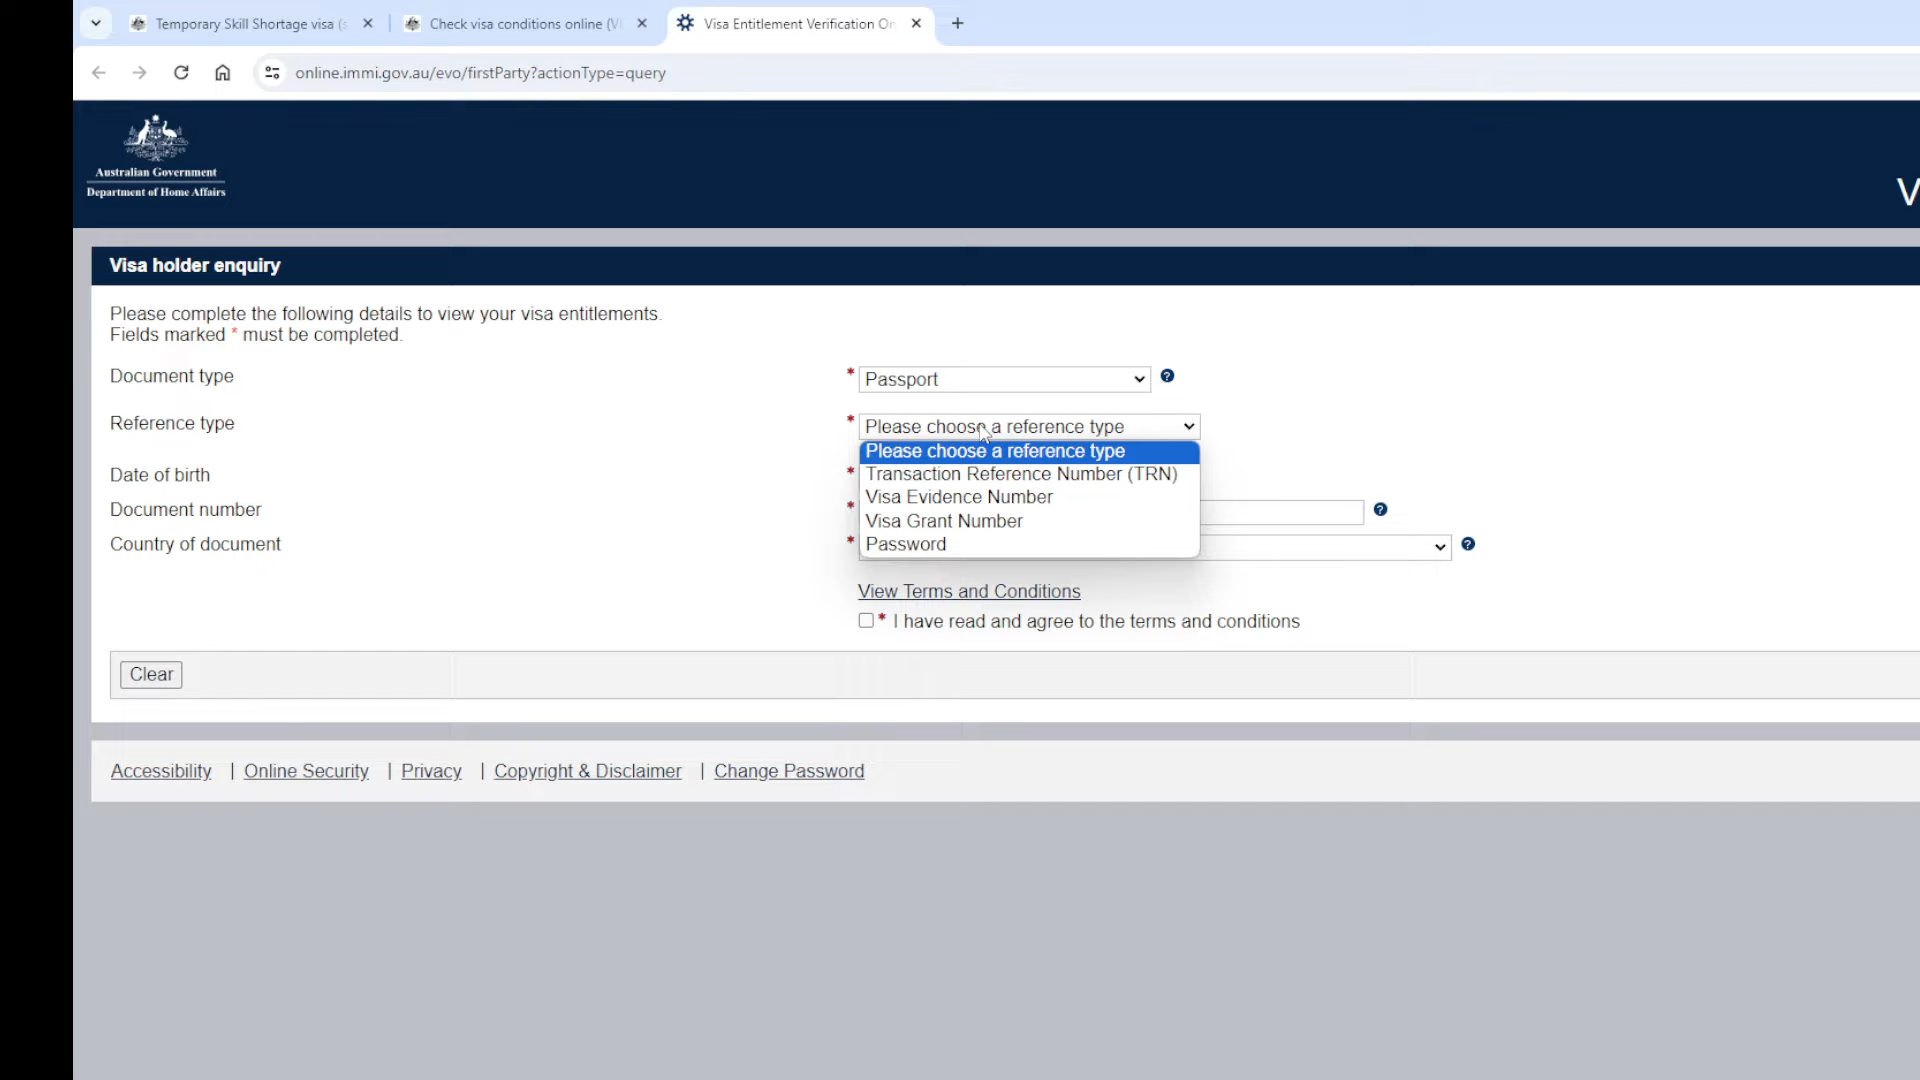 Temporary Skill Shortage visa (s
Check visa conditions online (VE
Visa Entitlement Verification On
online.immi.gov.au/evo/firstParty?actionType=query
Australian Government
Department of Home Affairs
V
Visa holder enquiry
Please complete the following details to view your visa entitlements.
Fields marked * must be completed.
Document type
* Passport
Reference type
* Please choose a reference type
Please choose a reference type
Transaction Reference Number (TRN)
Visa Evidence Number
Visa Grant Number
Password
Date of birth *
Document number *
Country of document *
View Terms and Conditions
* I have read and agree to the terms and conditions
Clear
Accessibility | Online Security | Privacy | Copyright & Disclaimer | Change Password